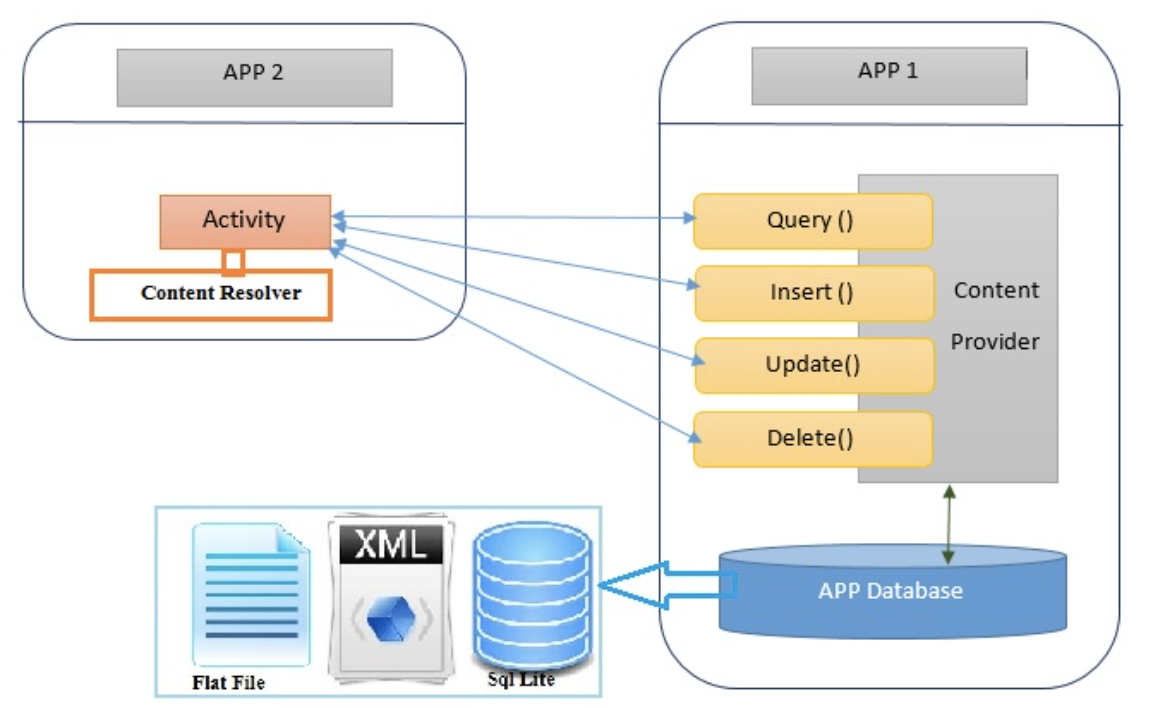 APP 2
APP 1
Activity
Content Resolver
Query ()
Insert ()
Update()
Delete()
Content
Provider
APP Database
XML
Flat File
Sql Lite